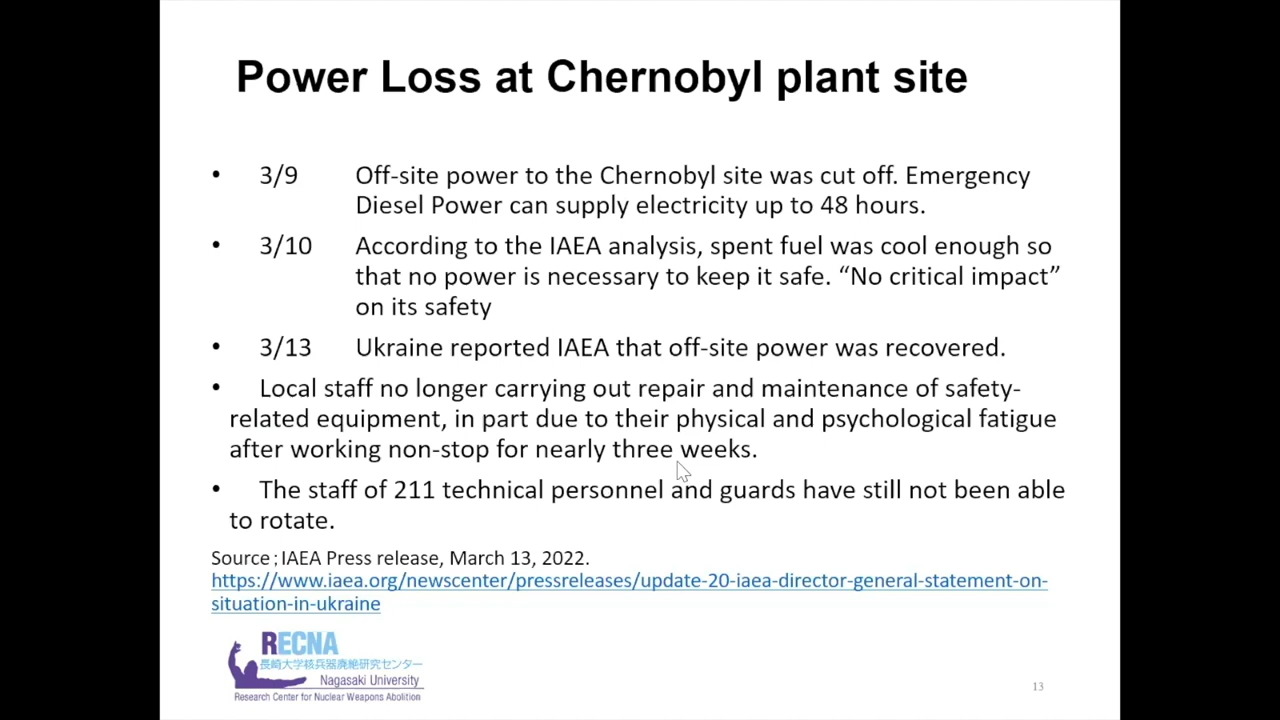 Power Loss at Chernobyl plant site
• 3/9 Off-site power to the Chernobyl site was cut off. Emergency
Diesel Power can supply electricity up to 48 hours.
• 3/10 According to the IAEA analysis, spent fuel was cool enough so
that no power is necessary to keep it safe. “No critical impact”
on its safety
• 3/13 Ukraine reported IAEA that off-site power was recovered.
• Local staff no longer carrying out repair and maintenance of safety-
related equipment, in part due to their physical and psychological fatigue
after working non-stop for nearly three weeks.
• The staff of 211 technical personnel and guards have still not been able
to rotate.
Source ; IAEA Press release, March 13, 2022.
https://www.iaea.org/newscenter/pressreleases/update-20-iaea-director-general-statement-on-
situation-in-ukraine
RECNA
長崎大学核兵器廃絶研究センター
Nagasaki University
Research Center for Nuclear Weapons Abolition
13